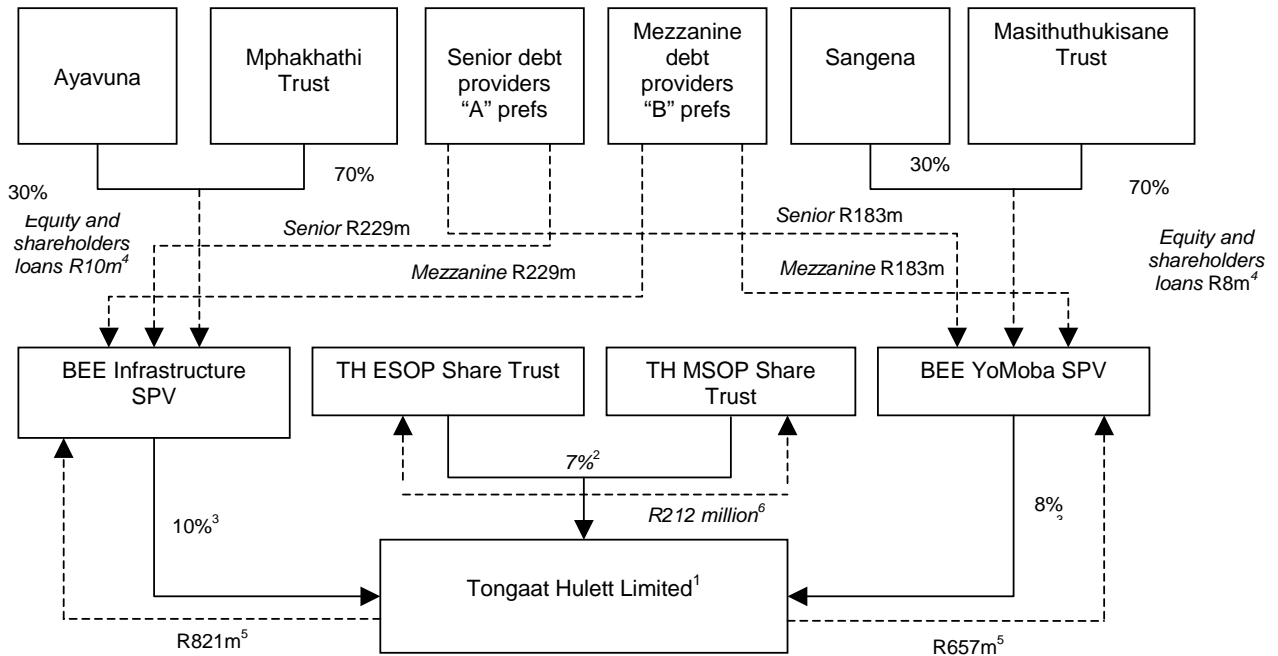 Ayavuna
Mphakhathi
Trust
Senior debt
providers
“A” prefs
Mezzanine
debt
providers
“B” prefs
Sangena
Masithuthukisane
Trust
30%
70%
30%
70%
Equity and
shareholders
loans R10m4
Senior R229m
Mezzanine R229m
Senior R183m
Mezzanine R183m
Equity and
shareholders
loans R8m4
BEE Infrastructure
SPV
TH ESOP Share Trust
TH MSOP Share
Trust
BEE YoMoba SPV
7%2
R212 million6
10%3
8%
3
Tongaat Hulett Limited1
R821m5
R657m5